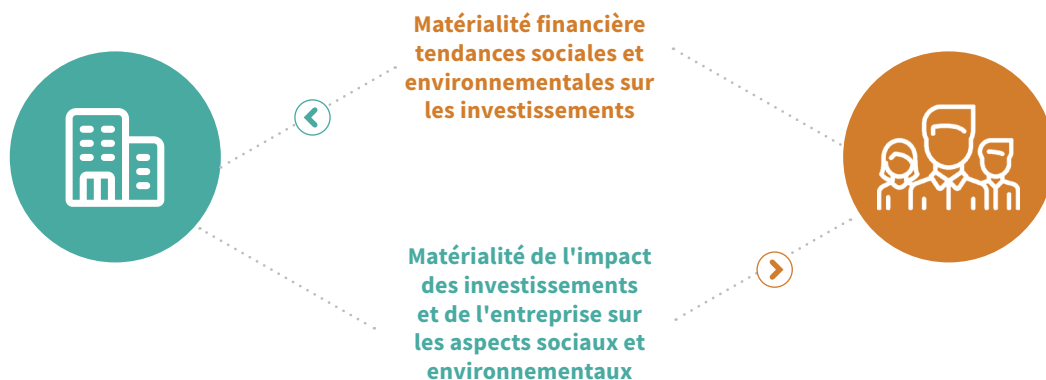 Matérialité financière
tendances sociales et
environnementales sur
les investissements
Matérialité de l'impact
des investissements
et de l'entreprise sur
les aspects sociaux et
environnementaux